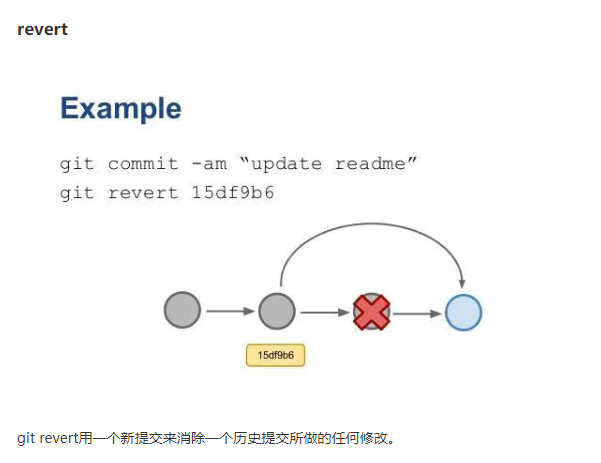 revert
Example
git commit -am “update readme”
git revert 15df9b6
15df9b6
git revert用一个新提交来消除一个历史提交所做的任何修改。